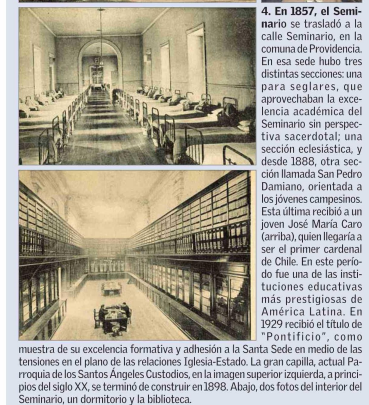 4. En 1857, el Semi-
nario se trasladó a la
calle Seminario, en la
comuna de Providencia.
En esa sede hubo tres
distintas secciones: una
para seglares, que
aprovechaban la exce-
lencia académica del
Seminario sin perspec-
tiva sacerdotal; una
sección eclesiástica, y
desde 1888, otra sec-
ción llamada San Pedro
Damiano, orientada a
los jóvenes campesinos.
Esta última recibió a un
joven José María Caro
(arriba), quien llegaría a
ser el primer cardenal
de Chile. En este perío-
do fue una de las insti-
tuciones educativas
más prestigiosas de
América Latina. En
1929 recibió el título de
"Pontificio", como
muestra de su excelencia formativa y adhesión a la Santa Sede en medio de las
tensiones en el plano de las relaciones Iglesia-Estado. La gran capilla, actual Pa-
rroquia de los Santos Ángeles Custodios, en la imagen superior izquierda, a princi-
pios del siglo XX, se terminó de construir en 1898. Abajo, dos fotos del interior del
Seminario, un dormitorio y la biblioteca.